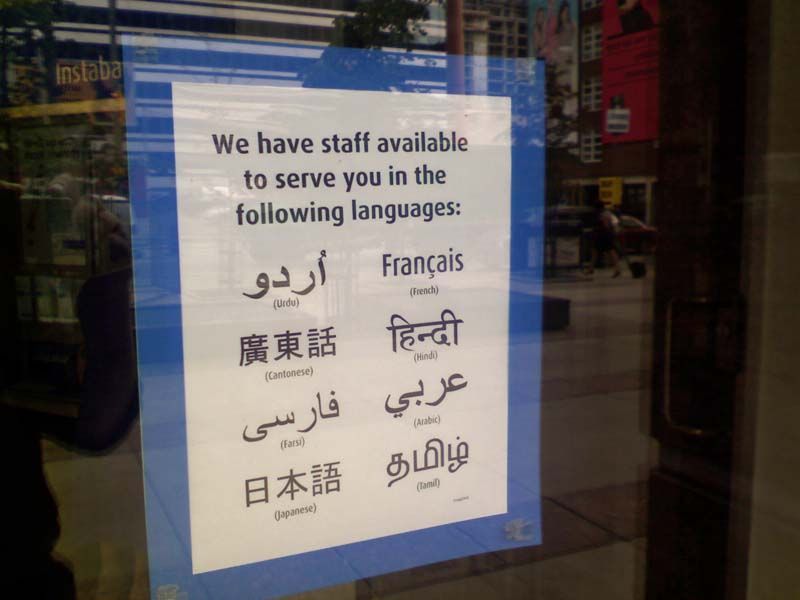 Instaba
We have staff available
to serve you in the
following languages:
اُردو
(Urdu)
Français
(French)
廣東話
(Cantonese)
हिन्दी
(Hindi)
فارسی
(Farsi)
عربي
(Arabic)
日本語
(Japanese)
தமிழ்
(Tamil)